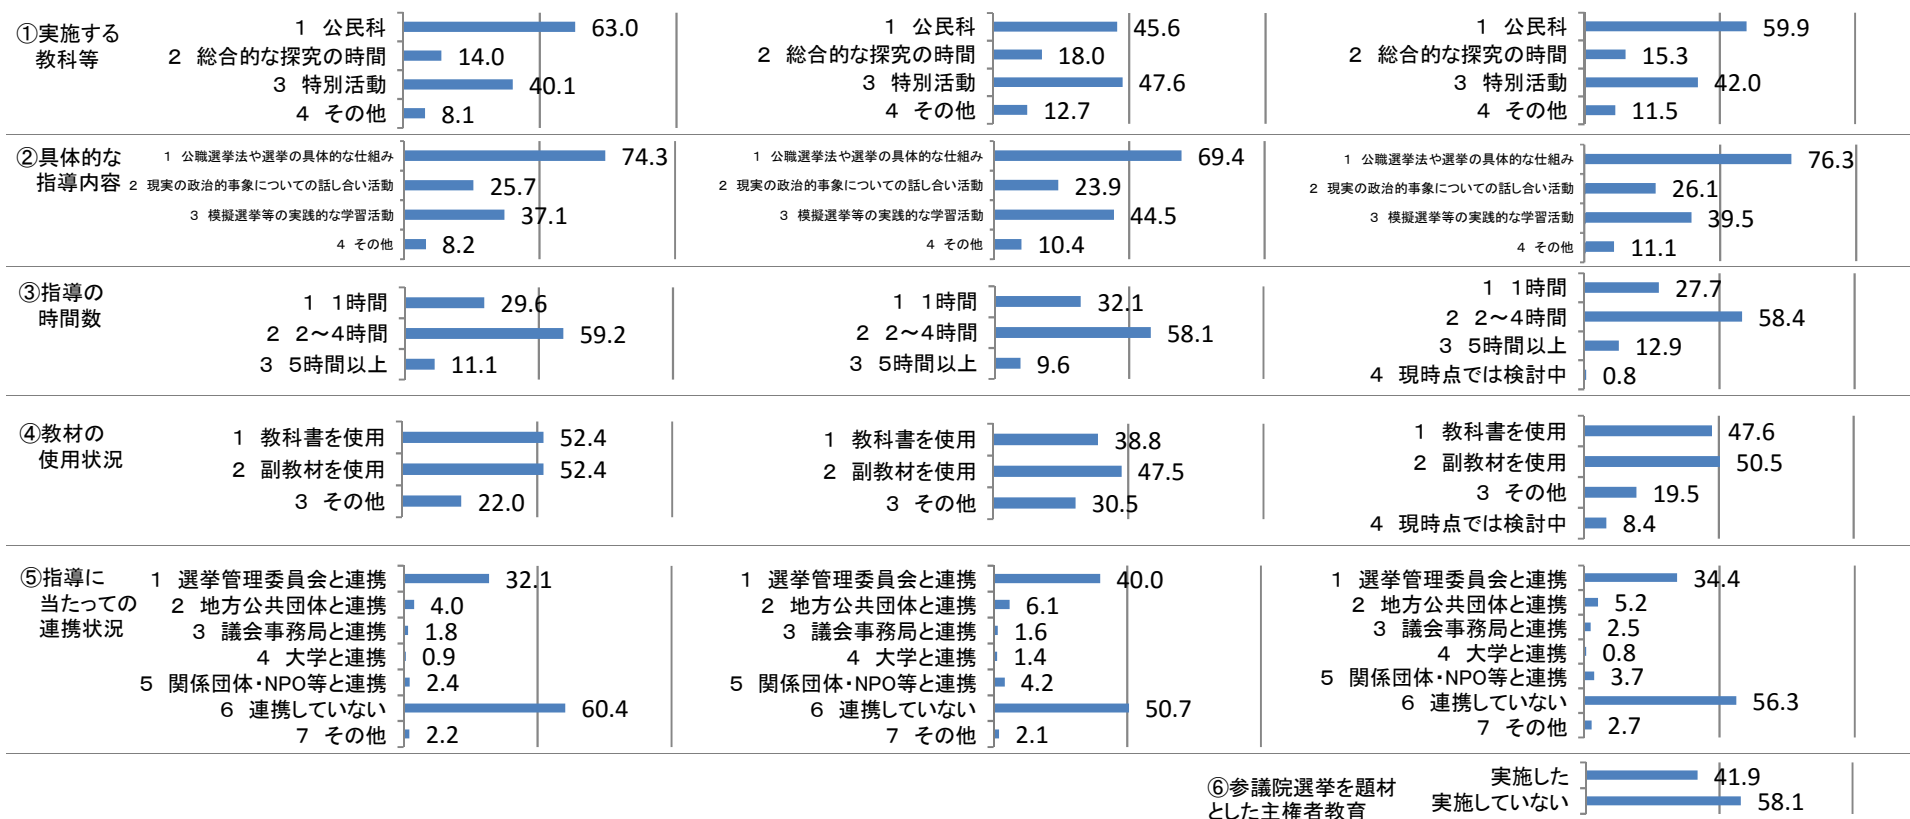 ①実施する
教科等
1 公民科 63.0
2 総合的な探究の時間 14.0
3 特別活動 40.1
4 その他 8.1
1 公民科 45.6
2 総合的な探究の時間 18.0
3 特別活動 47.6
4 その他 12.7
1 公民科 59.9
2 総合的な探究の時間 15.3
3 特別活動 42.0
4 その他 11.5
②具体的な
指導内容
1 公職選挙法や選挙の具体的な仕組み 74.3
2 現実の政治的事象についての話し合い活動 25.7
3 模擬選挙等の実践的な学習活動 37.1
4 その他 8.2
1 公職選挙法や選挙の具体的な仕組み 69.4
2 現実の政治的事象についての話し合い活動 23.9
3 模擬選挙等の実践的な学習活動 44.5
4 その他 10.4
1 公職選挙法や選挙の具体的な仕組み 76.3
2 現実の政治的事象についての話し合い活動 26.1
3 模擬選挙等の実践的な学習活動 39.5
4 その他 11.1
③指導の
時間数
1 1時間 29.6
2 2～4時間 59.2
3 5時間以上 11.1
1 1時間 32.1
2 2～4時間 58.1
3 5時間以上 9.6
1 1時間 27.7
2 2～4時間 58.4
3 5時間以上 12.9
4 現時点では検討中 0.8
④教材の
使用状況
1 教科書を使用 52.4
2 副教材を使用 52.4
3 その他 22.0
1 教科書を使用 38.8
2 副教材を使用 47.5
3 その他 30.5
1 教科書を使用 47.6
2 副教材を使用 50.5
3 その他 19.5
4 現時点では検討中 8.4
⑤指導に
当たっての
連携状況
1 選挙管理委員会と連携 32.1
2 地方公共団体と連携 4.0
3 議会事務局と連携 1.8
4 大学と連携 0.9
5 関係団体・NPO等と連携 2.4
6 連携していない 60.4
7 その他 2.2
1 選挙管理委員会と連携 40.0
2 地方公共団体と連携 6.1
3 議会事務局と連携 1.6
4 大学と連携 1.4
5 関係団体・NPO等と連携 4.2
6 連携していない 50.7
7 その他 2.1
1 選挙管理委員会と連携 34.4
2 地方公共団体と連携 5.2
3 議会事務局と連携 2.5
4 大学と連携 0.8
5 関係団体・NPO等と連携 3.7
6 連携していない 56.3
7 その他 2.7
⑥参議院選挙を題材
とした主権者教育
実施した 41.9
実施していない 58.1